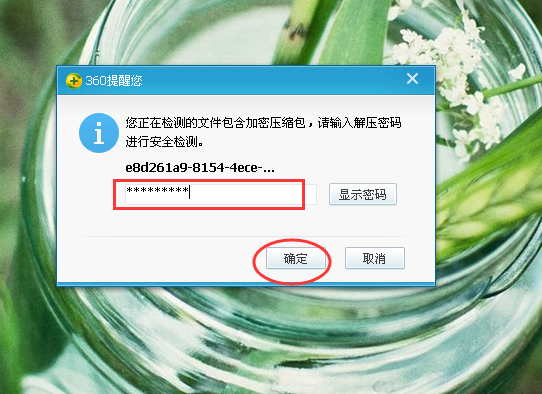 360提醒您
您正在检测的文件包含加密压缩包，请输入解压密码
进行安全检测。
e8d261a9-8154-4ece-...
*********
显示密码
确定
取消